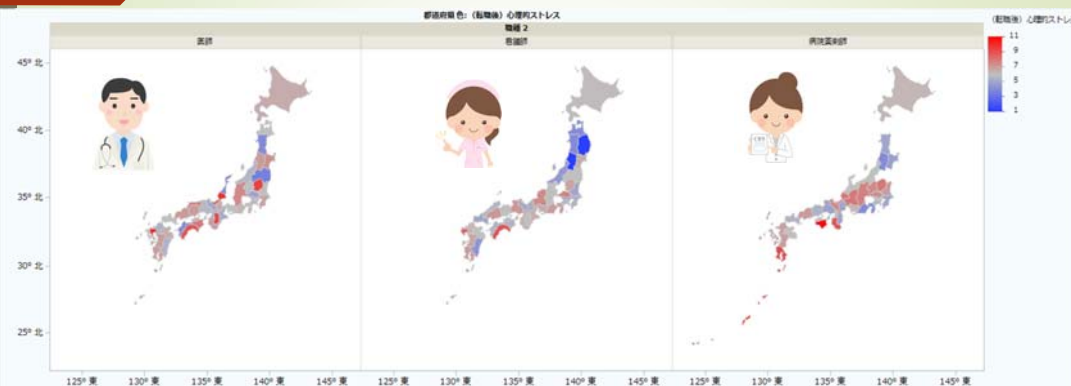 都道府県 色: (転職後) 心理的ストレス
職種 2
医師
看護師
病院薬剤師
(転職後) 心理的ストレ
11
9
7
5
3
1
45° 北
40° 北
35° 北
30° 北
25° 北
125° 東 130° 東 135° 東 140° 東 145° 東 125° 東 130° 東 135° 東 140° 東 145° 東 125° 東 130° 東 135° 東 140° 東 145° 東